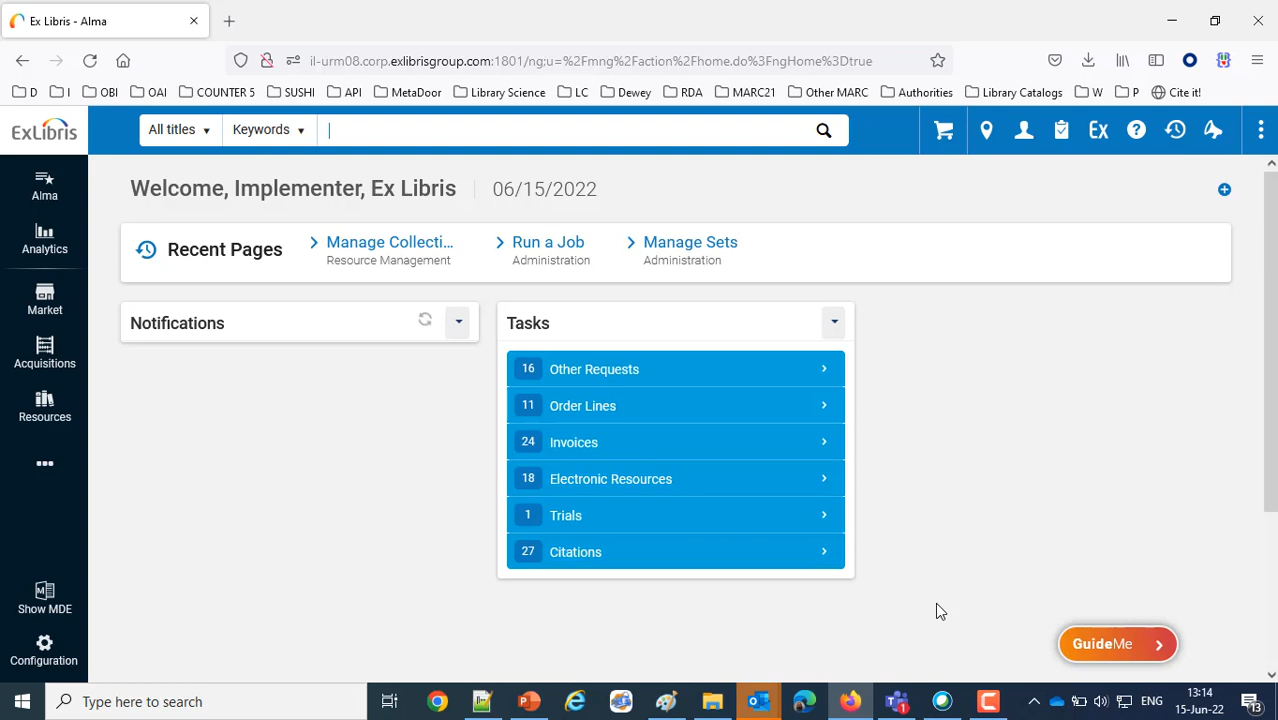 Ex Libris - Alma
il-urm08.corp.exlibrisgroup.com:1801/ng;u=%2Fmng%2Faction%2Fhome.do%3FngHome%3Dtrue
D
I
OBI
OAI
COUNTER 5
SUSHI
API
MetaDoor
Library Science
LC
Dewey
RDA
MARC21
Other MARC
Authorities
Library Catalogs
W
P
Cite it!
ExLibris
All titles
Keywords
Ex
Alma
Analytics
Market
Acquisitions
Resources
Show MDE
Configuration
Welcome, Implementer, Ex Libris
06/15/2022
Recent Pages
Manage Collecti...
Resource Management
Run a Job
Administration
Manage Sets
Administration
Notifications
Tasks
16 Other Requests
11 Order Lines
24 Invoices
18 Electronic Resources
1 Trials
27 Citations
GuideMe
Type here to search
ENG
13:14
15-Jun-22
13